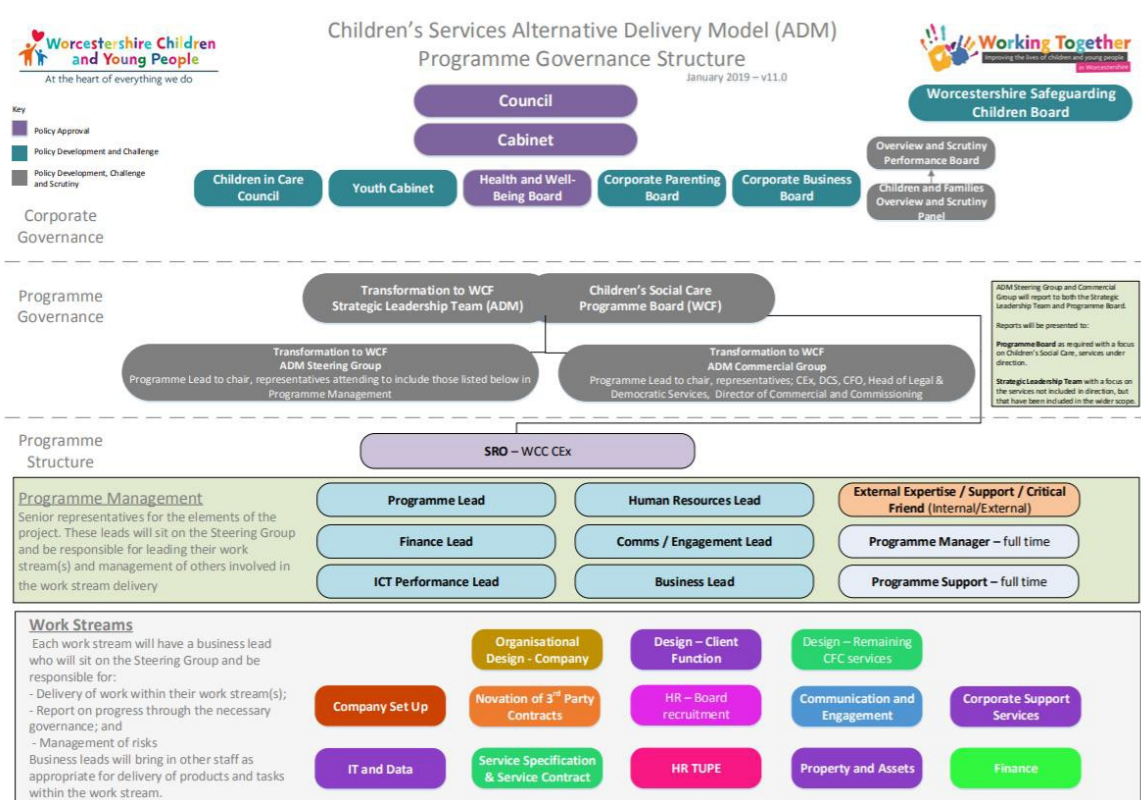 Worcestershire Children
and Young People
At the heart of everything we do
Children's Services Alternative Delivery Model (ADM)
Programme Governance Structure
January 2019 – v11.0
Working Together
Improving the lives of children and young people
in Worcestershire
Key
Policy Approval
Policy Development and Challenge
Policy Development, Challenge
and Scrutiny
Council
Cabinet
Worcestershire Safeguarding
Children Board
Overview and Scrutiny
Performance Board
Children in Care
Council
Youth Cabinet
Health and Well-
Being Board
Corporate Parenting
Board
Corporate Business
Board
Children and Families
Overview and Scrutiny
Panel
Corporate
Governance
Programme
Governance
Transformation to WCF
Strategic Leadership Team (ADM)
Children's Social Care
Programme Board (WCF)
Transformation to WCF
ADM Steering Group
Programme Lead to chair, representatives attending to include those listed below in
Programme Management
Transformation to WCF
ADM Commercial Group
Programme Lead to chair, representatives; CEx, DCS, CFO, Head of Legal &
Democratic Services, Director of Commercial and Commissioning
ADM Steering Group and Commercial
Group will report to both the Strategic
Leadership Team and Programme Board.
Reports will be presented to:
Programme Board as required with a focus
on Children's Social Care, services under
direction.
Strategic Leadership Team with a focus on
the services not included in direction, but
that have been included in the wider scope.
Programme
Structure
SRO – WCC CEx
Programme Management
Senior representatives for the elements of the
project. These leads will sit on the Steering Group
and be responsible for leading their work
stream(s) and management of others involved in
the work stream delivery
Programme Lead
Human Resources Lead
External Expertise / Support / Critical
Friend (Internal/External)
Finance Lead
Comms / Engagement Lead
Programme Manager – full time
ICT Performance Lead
Business Lead
Programme Support – full time
Work Streams
Each work stream will have a business lead
who will sit on the Steering Group and be
responsible for:
- Delivery of work within their work stream(s);
- Report on progress through the necessary
governance; and
- Management of risks
Business leads will bring in other staff as
appropriate for delivery of products and tasks
within the work stream.
Organisational
Design - Company
Design – Client
Function
Design – Remaining
CFC services
Company Set Up
Novation of 3rd Party
Contracts
HR – Board
recruitment
Communication and
Engagement
Corporate Support
Services
IT and Data
Service Specification
& Service Contract
HR TUPE
Property and Assets
Finance